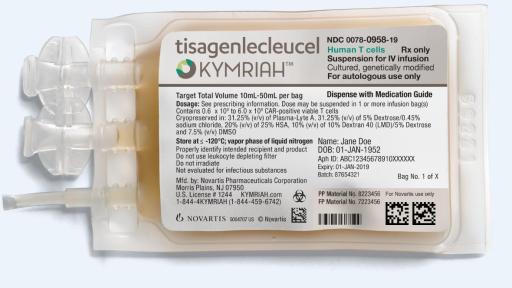 tisagenlecleucel
KYMRIAH™
NDC 0078-0958-19
Human T cells Rx only
Suspension for IV infusion
Cultured, genetically modified
For autologous use only
Target Total Volume 10mL-50mL per bag
Dispense with Medication Guide
Dosage: See prescribing information. Dose may be suspended in 1 or more infusion bag(s)
Contains 0.6 x 10⁸ to 6.0 x 10⁸ CAR-positive viable T cells
Cryopreserved in: 31.25% (v/v) of Plasma-Lyte A, 31.25% (v/v) of 5% Dextrose/0.45%
sodium chloride, 20% (v/v) of 25% HSA, 10% (v/v) of 10% Dextran 40 (LMD)/5% Dextrose
and 7.5% (v/v) DMSO
Store at ≤ -120°C; vapor phase of liquid nitrogen
Properly identify intended recipient and product
Do not use leukocyte depleting filter
Do not irradiate
Not evaluated for infectious substances
Name: Jane Doe
DOB: 01-JAN-1952
Aph ID: ABC12345678910XXXXXX
Expiry: 01-JAN-2019
Batch: 87654321
Bag No. 1 of X
Mfd. by: Novartis Pharmaceuticals Corporation
Morris Plains, NJ 07950
U.S. License # 1244 KYMRIAH.com
1-844-4KYMRIAH (1-844-459-6742)
PP Material No. 8223456
FP Material No. 7223456
For Novartis use only
NOVARTIS 9004707 US © Novartis